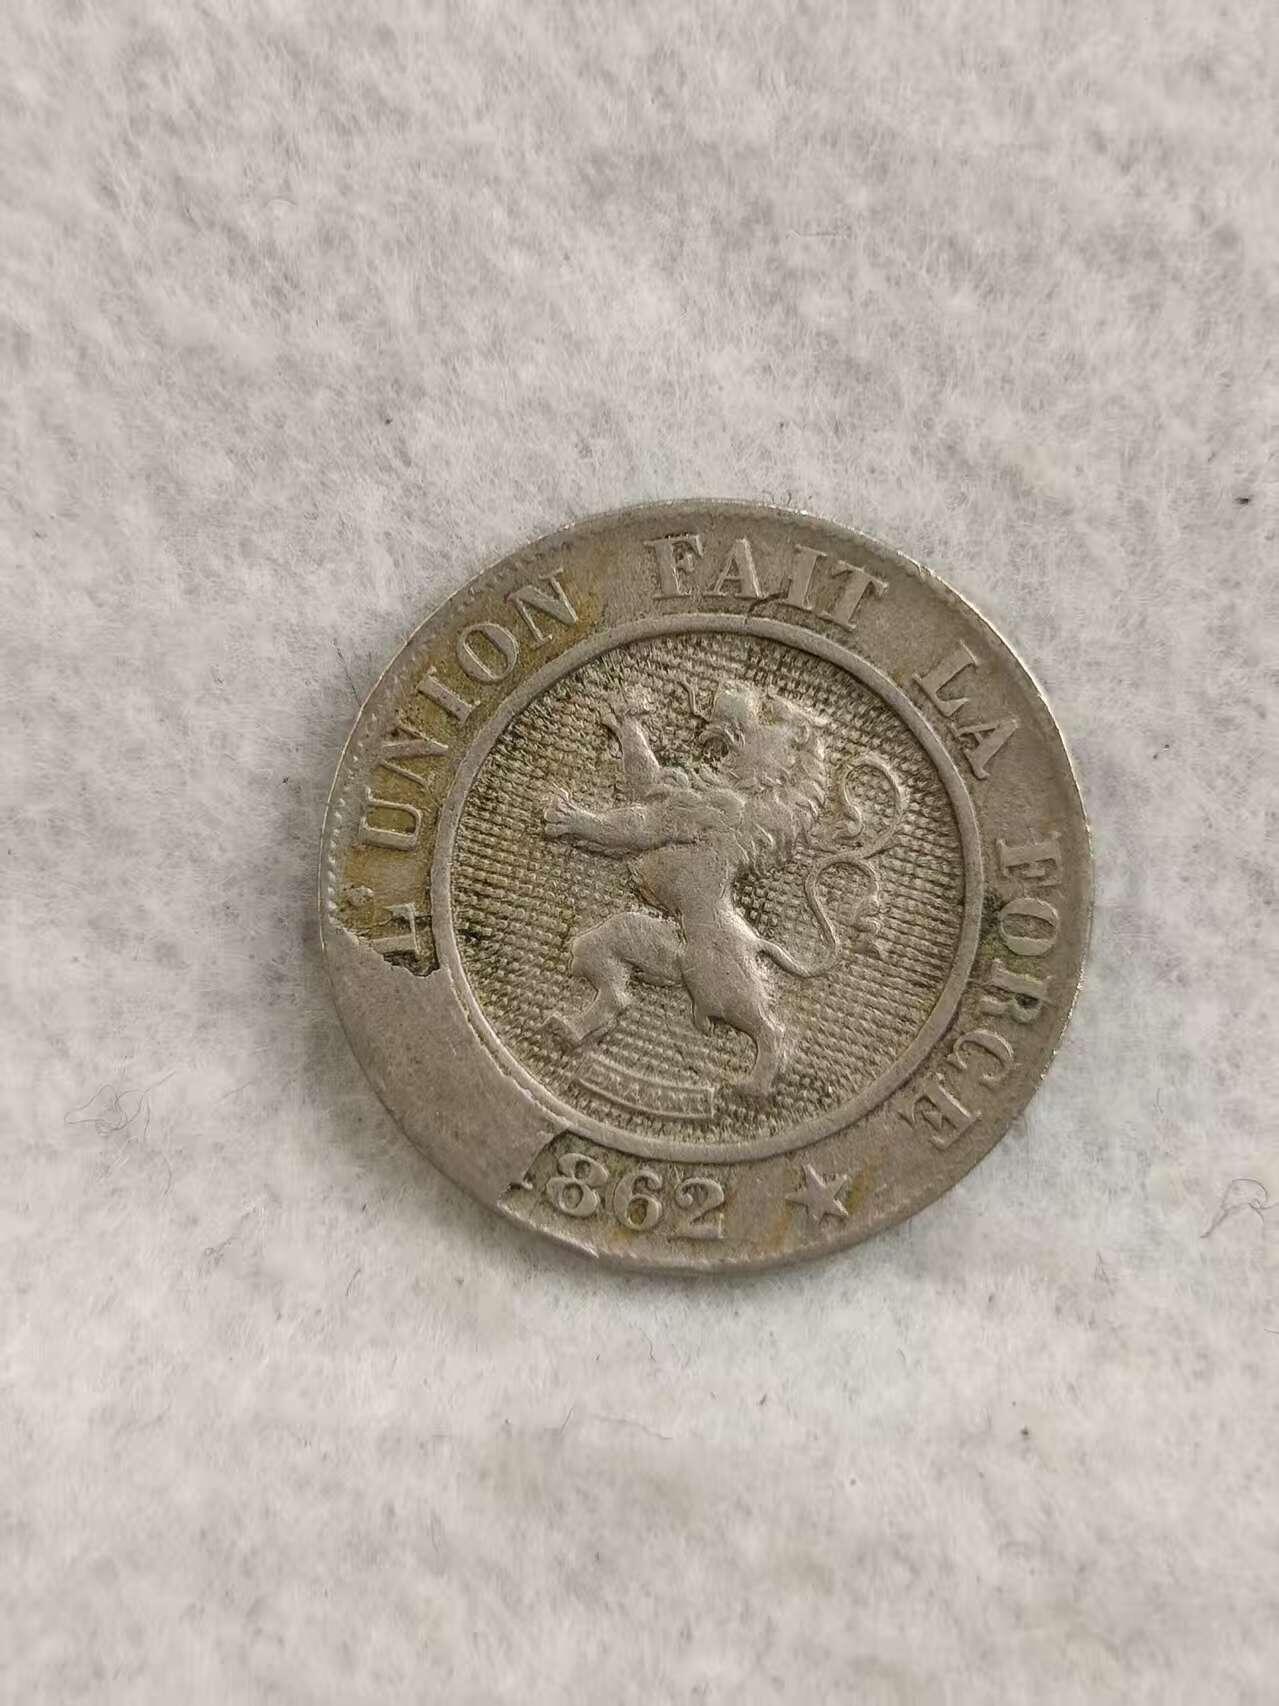 L'UNION FAIT LA FORCE
862 ★